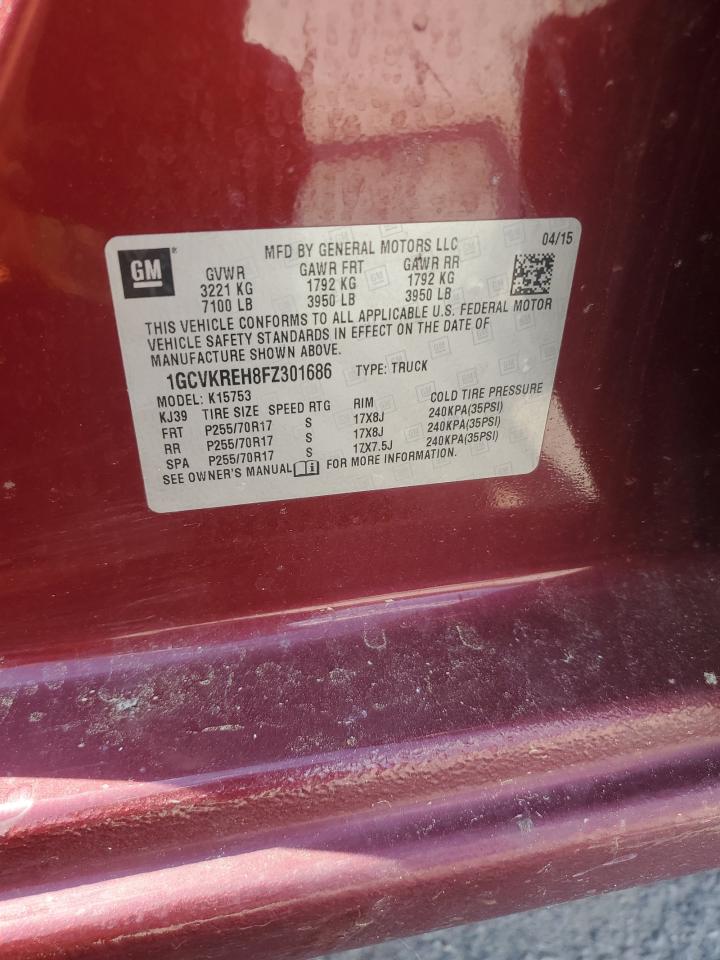 GM
MFD BY GENERAL MOTORS LLC 04/15
GVWR GAWR FRT GAWR RR
3221 KG 1792 KG 1792 KG
7100 LB 3950 LB 3950 LB
THIS VEHICLE CONFORMS TO ALL APPLICABLE U.S. FEDERAL MOTOR
VEHICLE SAFETY STANDARDS IN EFFECT ON THE DATE OF
MANUFACTURE SHOWN ABOVE.
1GCVKREH8FZ301686 TYPE: TRUCK
MODEL: K15753
KJ39 TIRE SIZE SPEED RTG RIM COLD TIRE PRESSURE
FRT P255/70R17 S 17X8J 240KPA(35PSI)
RR P255/70R17 S 17X8J 240KPA(35PSI)
SPA P255/70R17 S 17X7.5J 240KPA(35PSI)
SEE OWNER'S MANUAL FOR MORE INFORMATION.